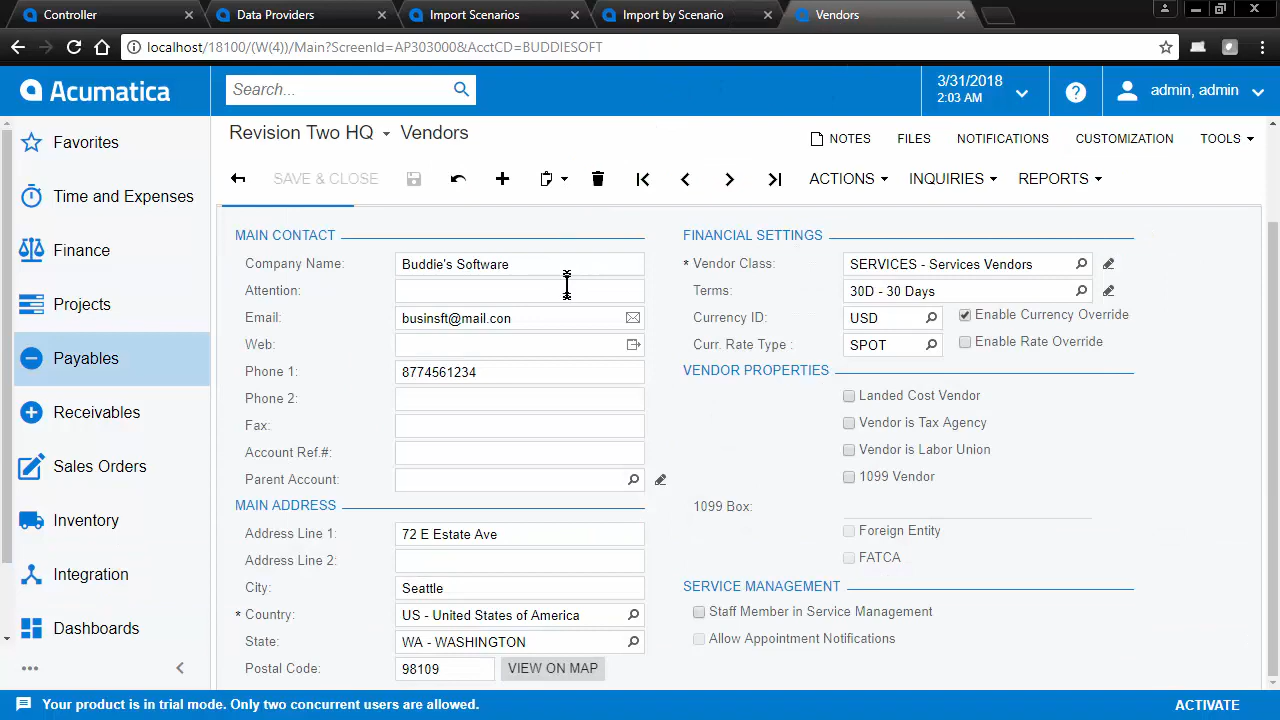 Controller
Data Providers
Import Scenarios
Import by Scenario
Vendors
localhost/18100/(W(4))/Main?ScreenId=AP303000&AcctCD=BUDDIESOFT
Acumatica
Search...
3/31/2018
2:03 AM
admin, admin
Revision Two HQ Vendors
NOTES FILES NOTIFICATIONS CUSTOMIZATION TOOLS
SAVE & CLOSE ACTIONS INQUIRIES REPORTS
Favorites
Time and Expenses
Finance
Projects
Payables
Receivables
Sales Orders
Inventory
Integration
Dashboards
MAIN CONTACT
Company Name: Buddie's Software
Attention:
Email: businsft@mail.con
Web:
Phone 1: 8774561234
Phone 2:
Fax:
Account Ref.#:
Parent Account:
MAIN ADDRESS
Address Line 1: 72 E Estate Ave
Address Line 2:
City: Seattle
* Country: US - United States of America
State: WA - WASHINGTON
Postal Code: 98109 VIEW ON MAP
FINANCIAL SETTINGS
* Vendor Class: SERVICES - Services Vendors
Terms: 30D - 30 Days
Currency ID: USD Enable Currency Override
Curr. Rate Type : SPOT Enable Rate Override
VENDOR PROPERTIES
Landed Cost Vendor
Vendor is Tax Agency
Vendor is Labor Union
1099 Vendor
1099 Box:
Foreign Entity
FATCA
SERVICE MANAGEMENT
Staff Member in Service Management
Allow Appointment Notifications
Your product is in trial mode. Only two concurrent users are allowed.
ACTIVATE